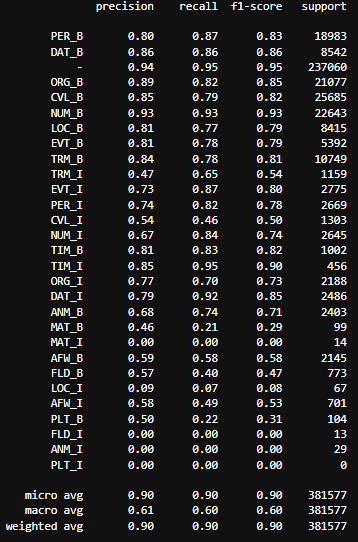 precision recall f1-score support
PER_B 0.80 0.87 0.83 18983
DAT_B 0.86 0.86 0.86 8542
- 0.94 0.95 0.95 237060
ORG_B 0.89 0.82 0.85 21077
CVL_B 0.85 0.79 0.82 25685
NUM_B 0.93 0.93 0.93 22643
LOC_B 0.81 0.77 0.79 8415
EVT_B 0.81 0.78 0.79 5392
TRM_B 0.84 0.78 0.81 10749
TRM_I 0.47 0.65 0.54 1159
EVT_I 0.73 0.87 0.80 2775
PER_I 0.74 0.82 0.78 2669
CVL_I 0.54 0.46 0.50 1303
NUM_I 0.67 0.84 0.74 2645
TIM_B 0.81 0.83 0.82 1002
TIM_I 0.85 0.95 0.90 456
ORG_I 0.77 0.70 0.73 2188
DAT_I 0.79 0.92 0.85 2486
ANM_B 0.68 0.74 0.71 2403
MAT_B 0.46 0.21 0.29 99
MAT_I 0.00 0.00 0.00 14
AFW_B 0.59 0.58 0.58 2145
FLD_B 0.57 0.40 0.47 773
LOC_I 0.09 0.07 0.08 67
AFW_I 0.58 0.49 0.53 701
PLT_B 0.50 0.22 0.31 104
FLD_I 0.00 0.00 0.00 13
ANM_I 0.00 0.00 0.00 29
PLT_I 0.00 0.00 0.00 0
micro avg 0.90 0.90 0.90 381577
macro avg 0.61 0.60 0.60 381577
weighted avg 0.90 0.90 0.90 381577